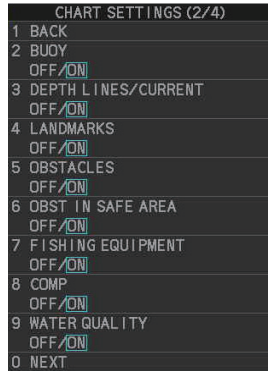 CHART SETTINGS (2/4)
1 BACK
2 BUOY
OFF/ON
3 DEPTH LINES/CURRENT
OFF/ON
4 LANDMARKS
OFF/ON
5 OBSTACLES
OFF/ON
6 OBST IN SAFE AREA
OFF/ON
7 FISHING EQUIPMENT
OFF/ON
8 COMP
OFF/ON
9 WATER QUALITY
OFF/ON
0 NEXT